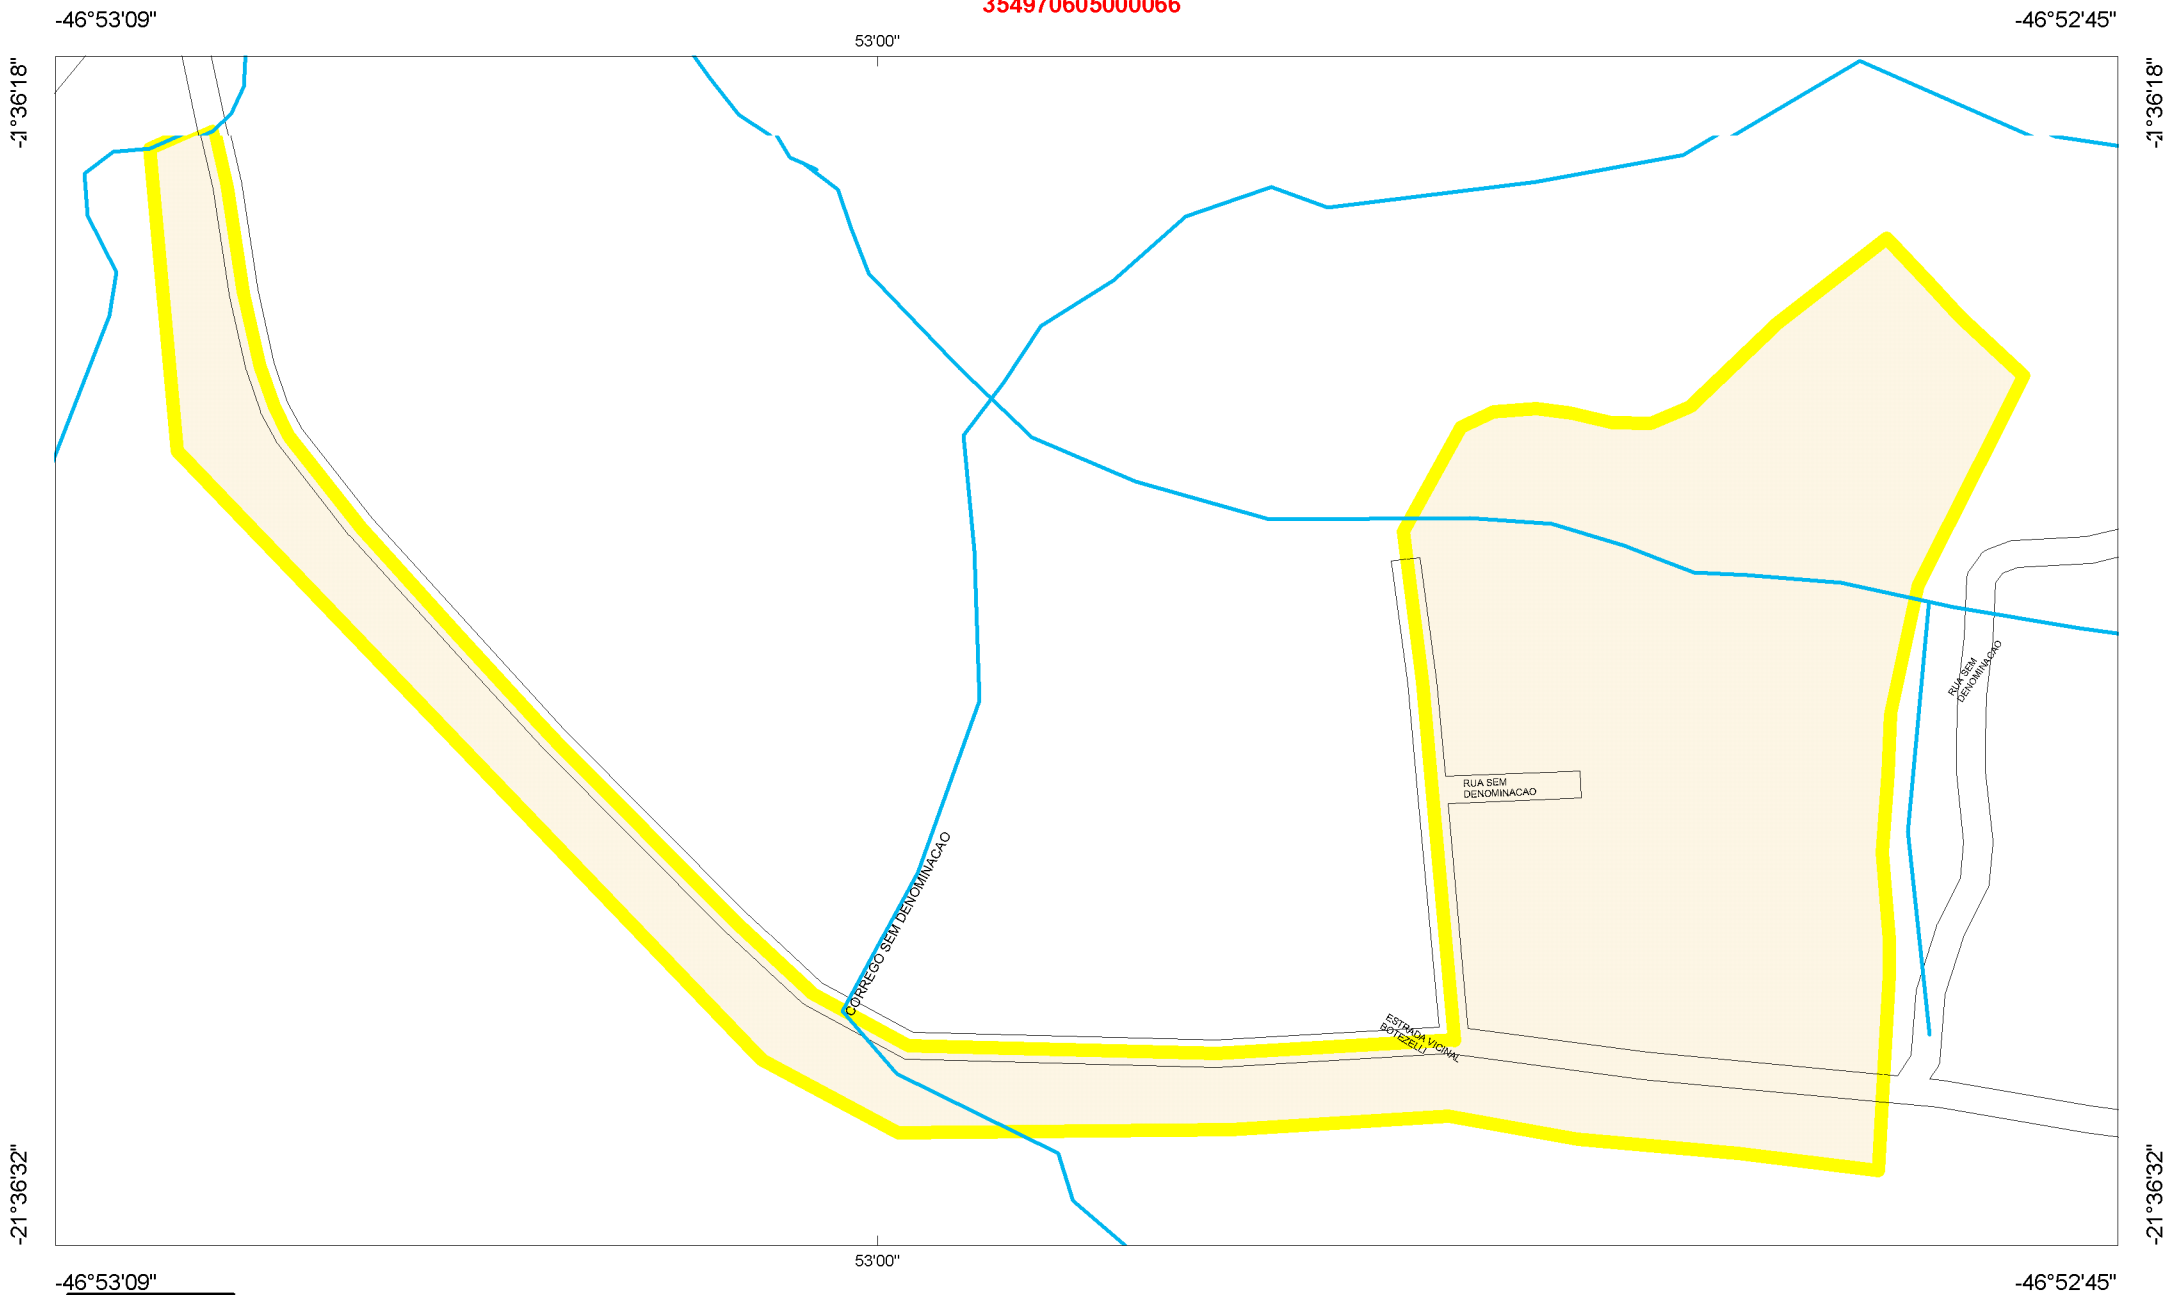 354970605000066
-46°53'09"
-46°52'45"
53'00"
1°36'18"
1°36'18"
RUA SEM
DENOMINACAO
RUA SEM
DENOMINACAO
CORREGO SEM DENOMINACAO
ESTRADA VICINAL
BOTEZELLI
-21°36'32"
-21°36'32"
53'00"
-46°53'09"
-46°52'45"